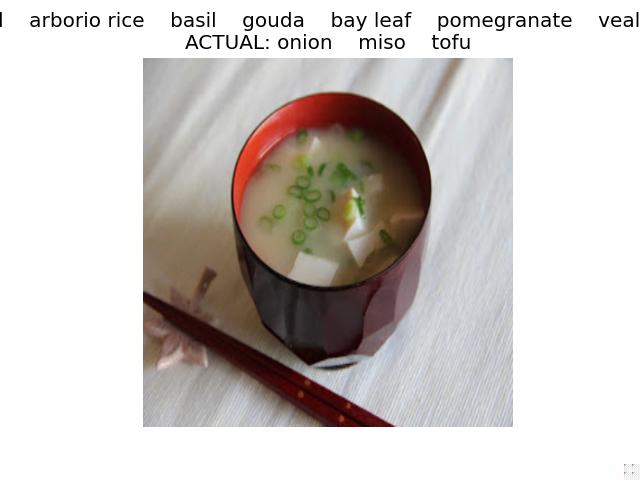 arborio rice basil gouda bay leaf pomegranate veal
ACTUAL: onion miso tofu